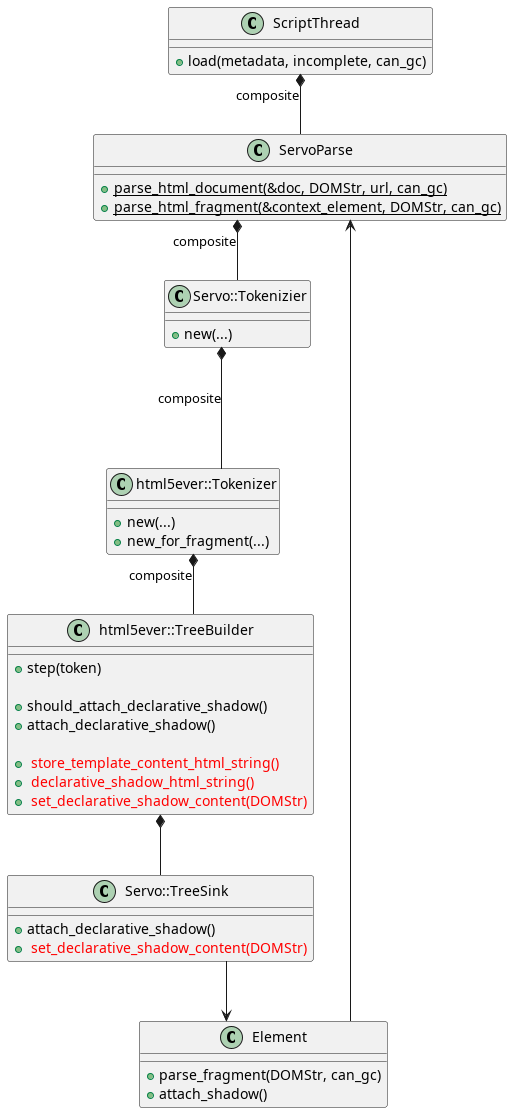 C ScriptThread
load(metadata, incomplete, can_gc)
composite
C ServoParse
parse_html_document(&doc, DOMStr, url, can_gc)
parse_html_fragment(&context_element, DOMStr, can_gc)
composite
C Servo::Tokenizier
new(...)
composite
C html5ever::Tokenizer
new(...)
new_for_fragment(...)
composite
C html5ever::TreeBuilder
step(token)
should_attach_declarative_shadow()
attach_declarative_shadow()
store_template_content_html_string()
declarative_shadow_html_string()
set_declarative_shadow_content(DOMStr)
C Servo::TreeSink
attach_declarative_shadow()
set_declarative_shadow_content(DOMStr)
C Element
parse_fragment(DOMStr, can_gc)
attach_shadow()